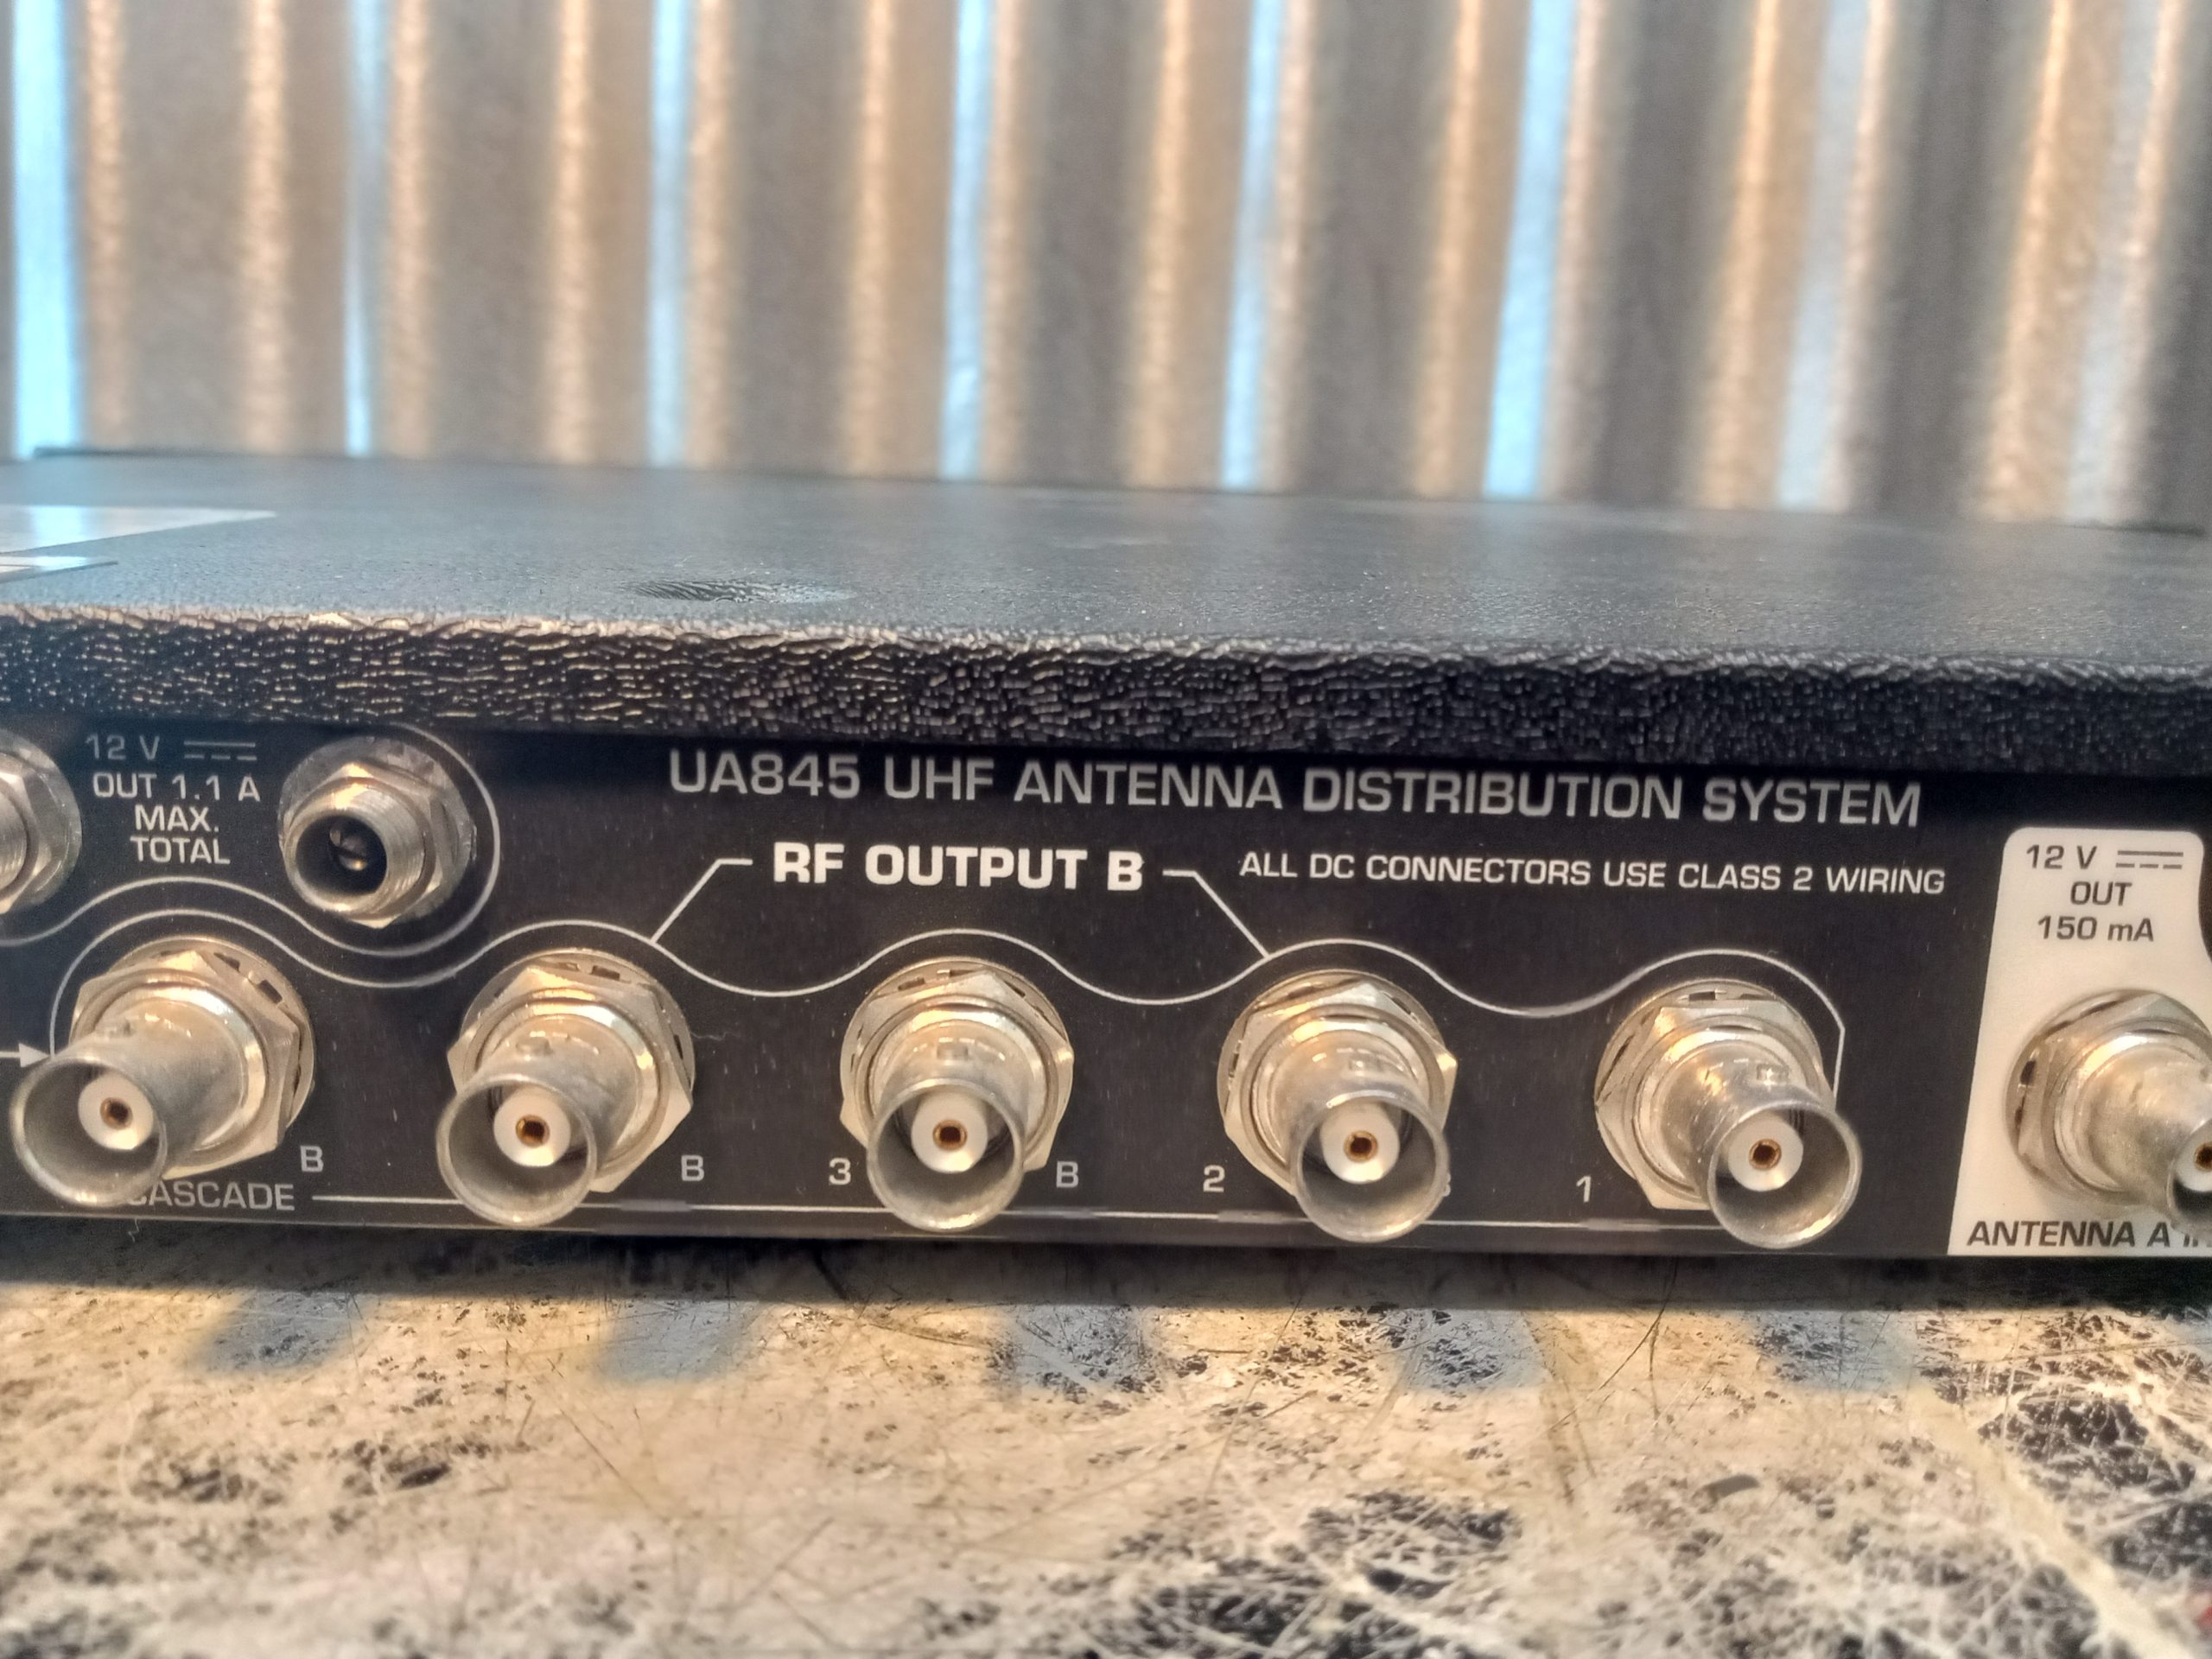 12 V
OUT 1.1 A
MAX.
TOTAL
UA845 UHF ANTENNA DISTRIBUTION SYSTEM
RF OUTPUT B
ALL DC CONNECTORS USE CLASS 2 WIRING
12 V
OUT
150 mA
B
CASCADE
B
3
B
2
1
ANTENNA A